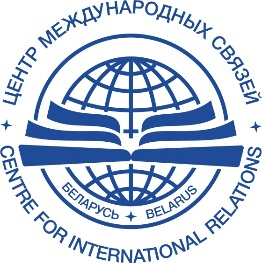 ЦЕНТР МЕЖДУНАРОДНЫХ СВЯЗЕЙ
БЕЛАРУСЬ BELARUS
CENTRE FOR INTERNATIONAL RELATIONS